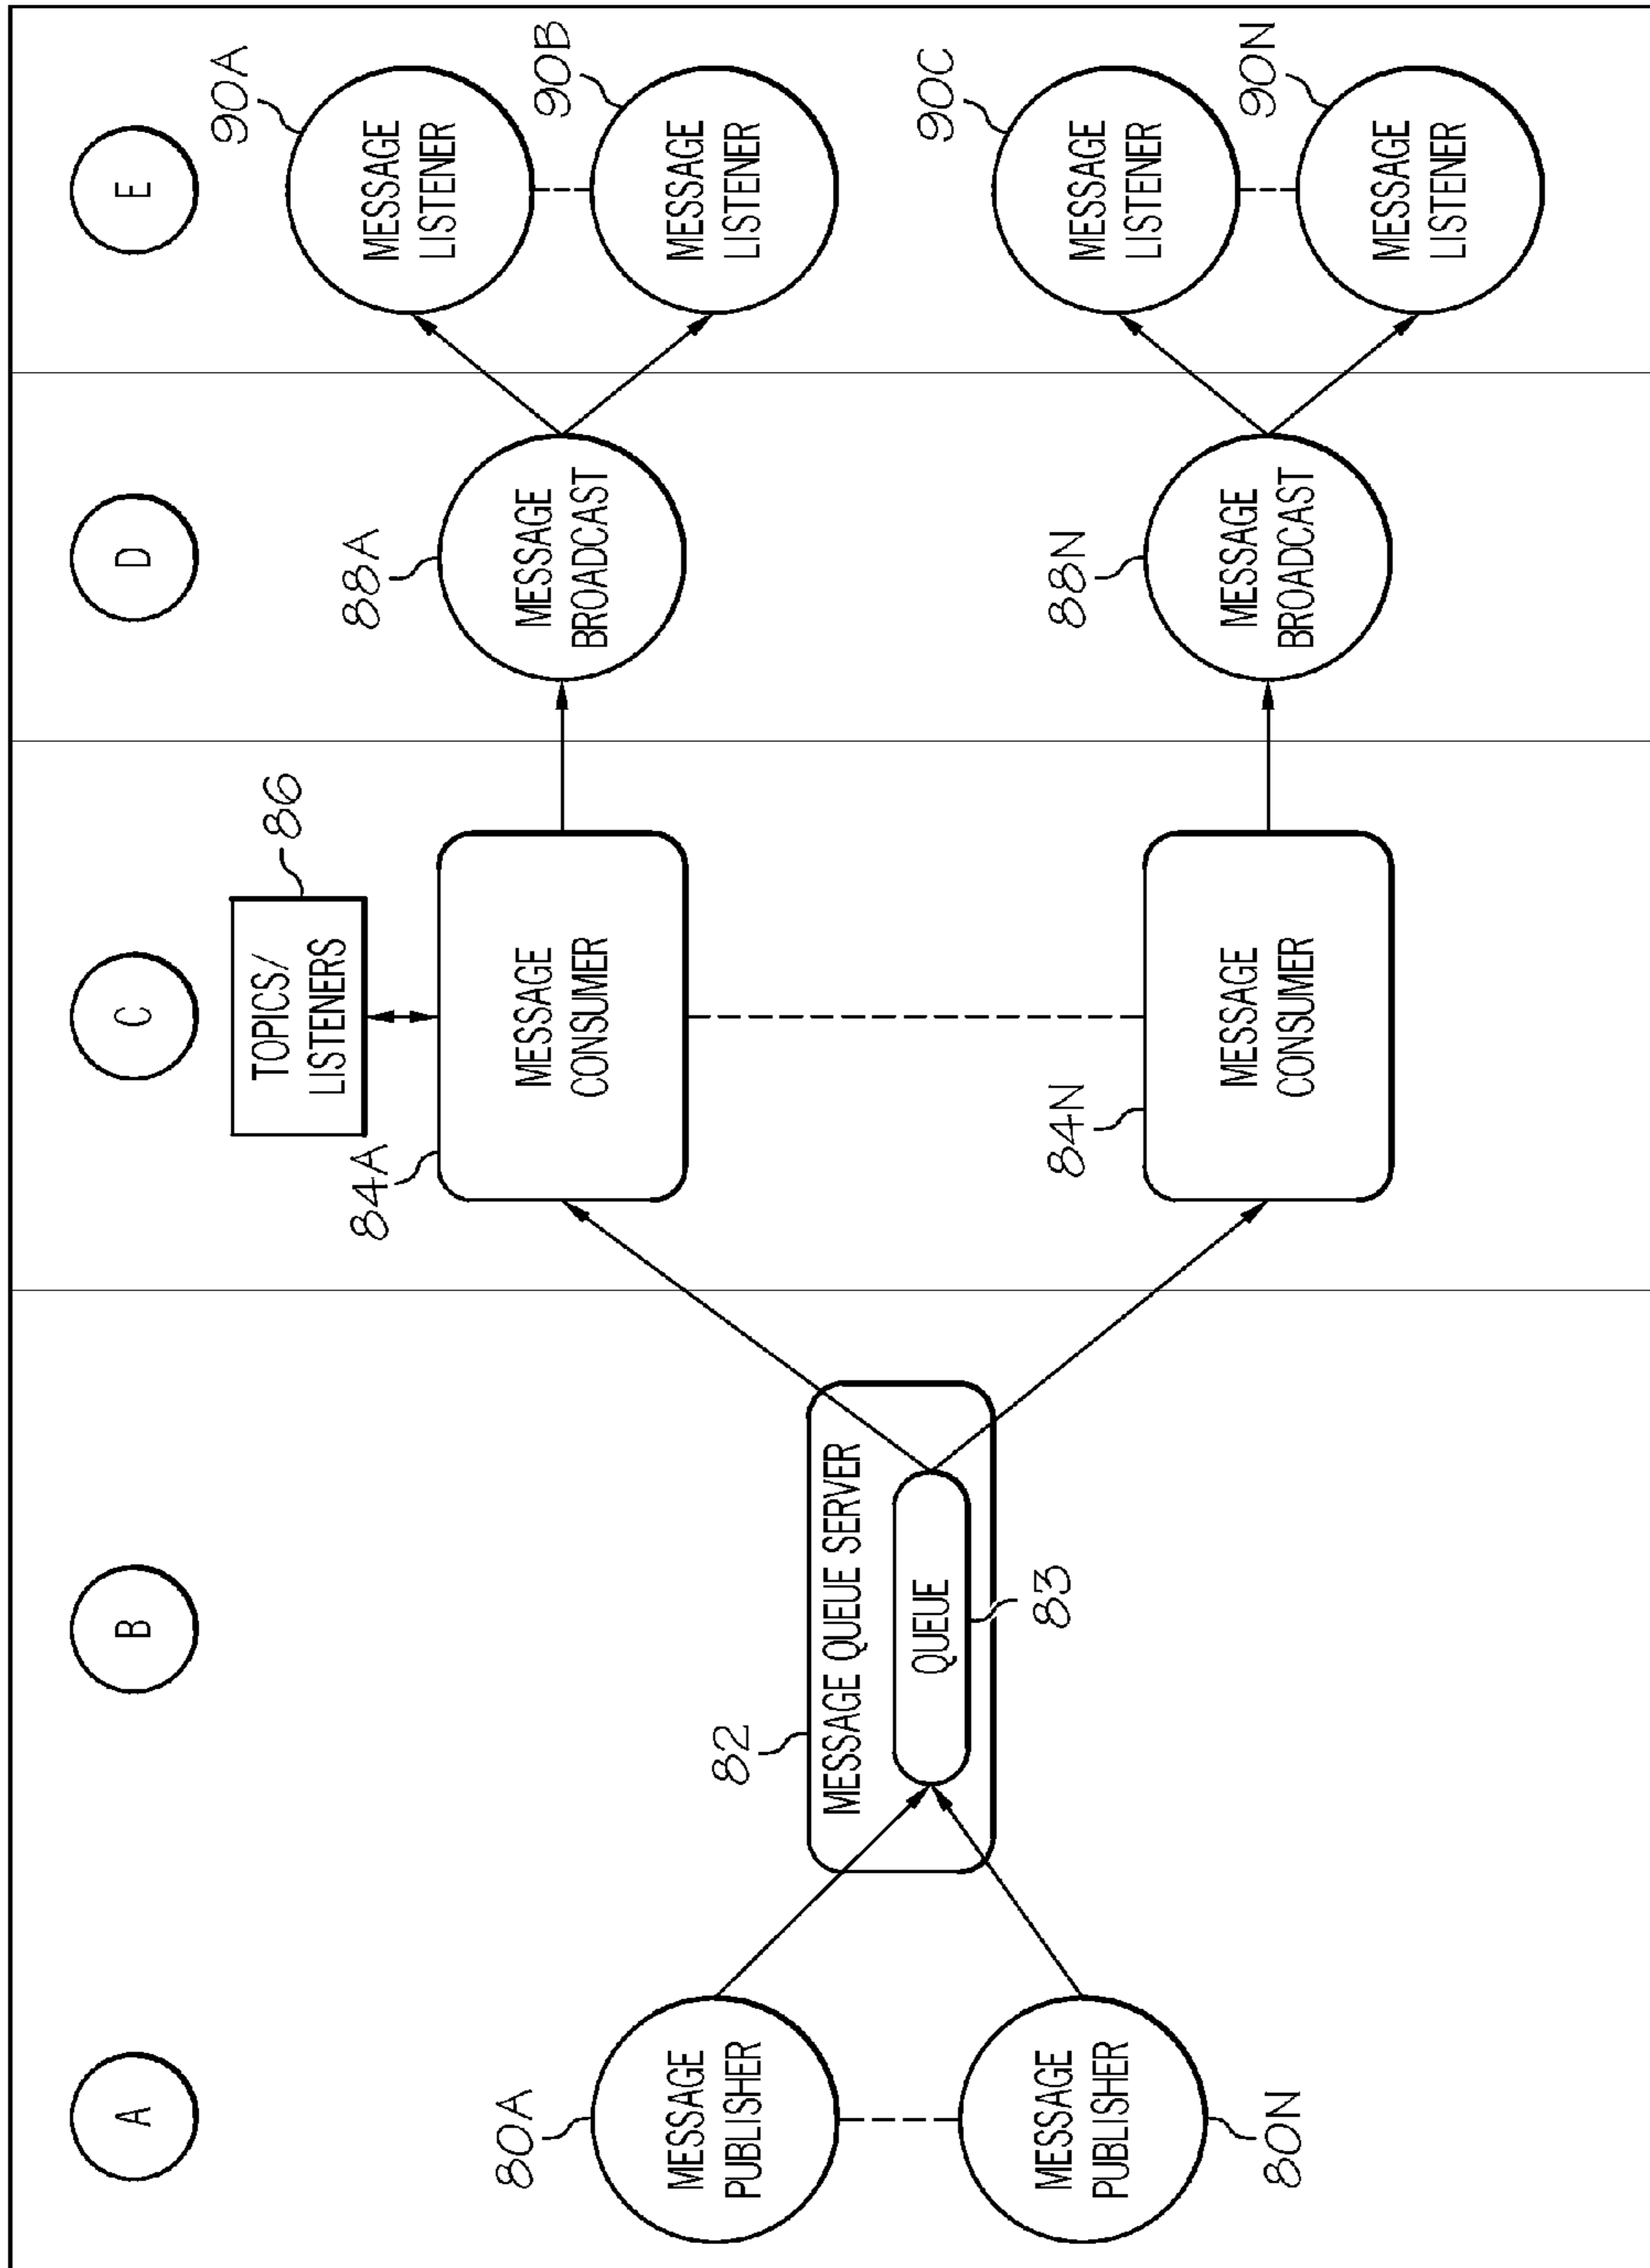 A
B
C
D
E
80A
MESSAGE
PUBLISHER
MESSAGE
PUBLISHER
80N
82
MESSAGE QUEUE SERVER
QUEUE
83
TOPICS/
LISTENERS
86
84A
MESSAGE
CONSUMER
84N
MESSAGE
CONSUMER
88A
MESSAGE
BROADCAST
88N
MESSAGE
BROADCAST
90A
MESSAGE
LISTENER
90B
MESSAGE
LISTENER
90C
MESSAGE
LISTENER
90N
MESSAGE
LISTENER